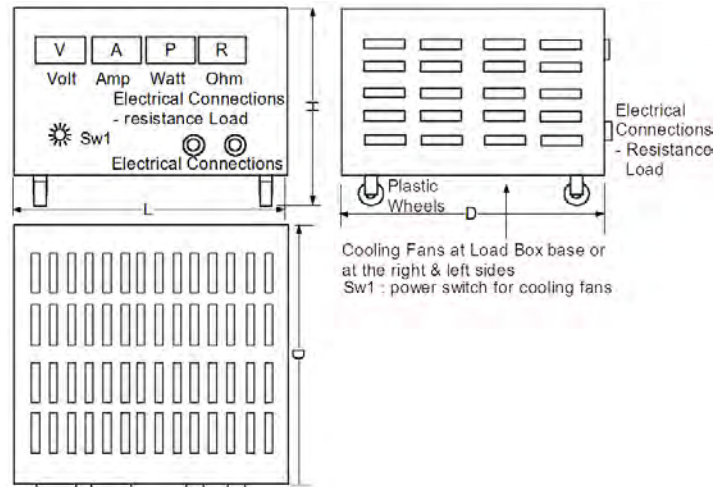 V A P R
Volt Amp Watt Ohm
Electrical Connections
- resistance Load
Sw1
Electrical Connections
L
H
Electrical
Connections
- Resistance
Load
Plastic
Wheels
D
Cooling Fans at Load Box base or
at the right & left sides
Sw1 : power switch for cooling fans
D